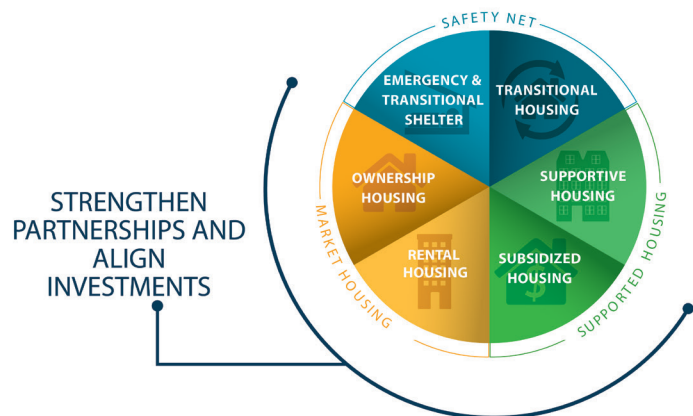 SAFETY NET
EMERGENCY &
TRANSITIONAL
SHELTER
TRANSITIONAL
HOUSING
OWNERSHIP
HOUSING
SUPPORTIVE
HOUSING
RENTAL
HOUSING
SUBSIDIZED
HOUSING
$
MARKET HOUSING
SUPPORTED HOUSING
STRENGTHEN
PARTNERSHIPS AND
ALIGN
INVESTMENTS